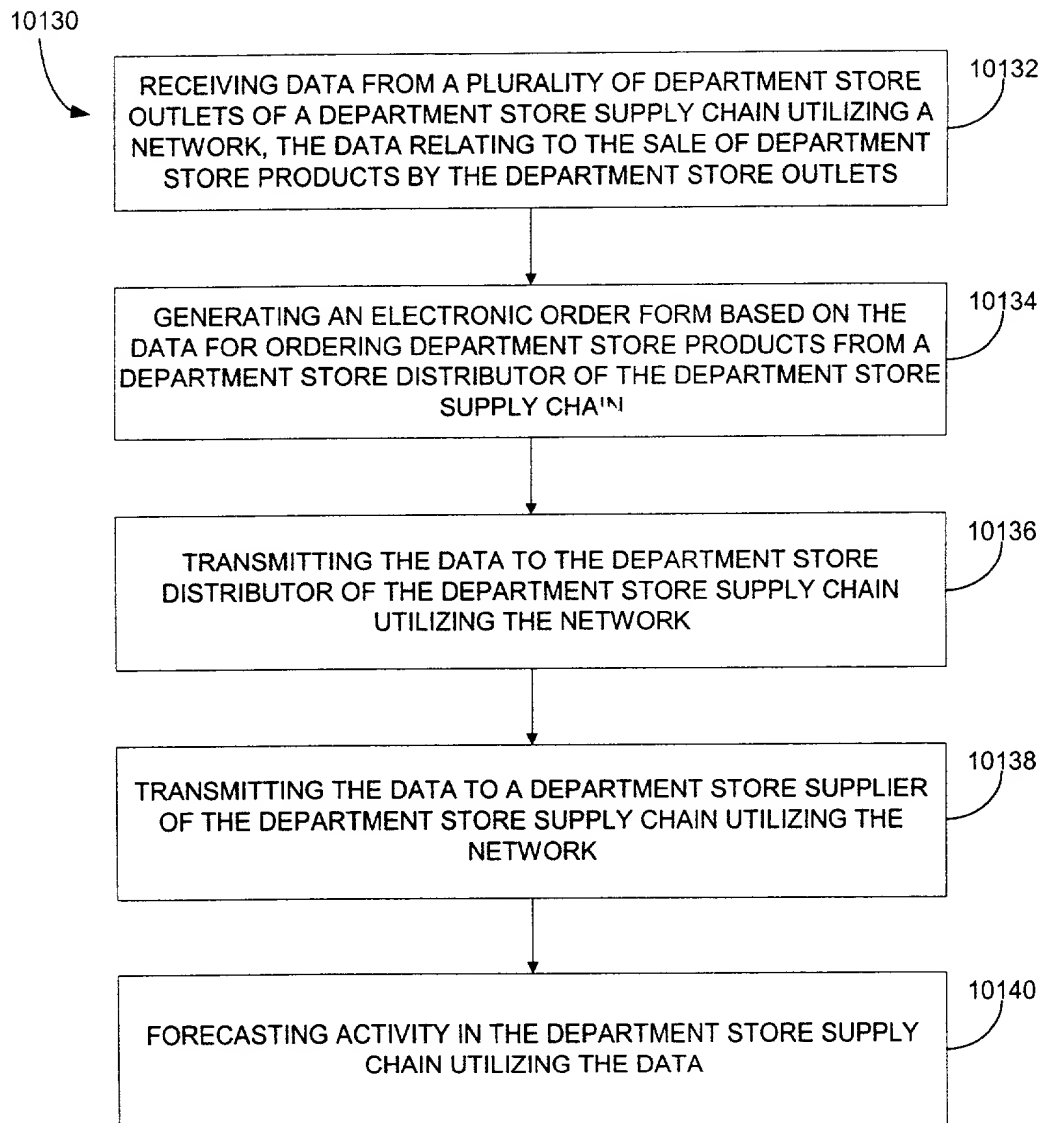 10130
10132
RECEIVING DATA FROM A PLURALITY OF DEPARTMENT STORE
OUTLETS OF A DEPARTMENT STORE SUPPLY CHAIN UTILIZING A
NETWORK, THE DATA RELATING TO THE SALE OF DEPARTMENT
STORE PRODUCTS BY THE DEPARTMENT STORE OUTLETS
10134
GENERATING AN ELECTRONIC ORDER FORM BASED ON THE
DATA FOR ORDERING DEPARTMENT STORE PRODUCTS FROM A
DEPARTMENT STORE DISTRIBUTOR OF THE DEPARTMENT STORE
SUPPLY CHAIN
10136
TRANSMITTING THE DATA TO THE DEPARTMENT STORE
DISTRIBUTOR OF THE DEPARTMENT STORE SUPPLY CHAIN
UTILIZING THE NETWORK
10138
TRANSMITTING THE DATA TO A DEPARTMENT STORE SUPPLIER
OF THE DEPARTMENT STORE SUPPLY CHAIN UTILIZING THE
NETWORK
10140
FORECASTING ACTIVITY IN THE DEPARTMENT STORE SUPPLY
CHAIN UTILIZING THE DATA